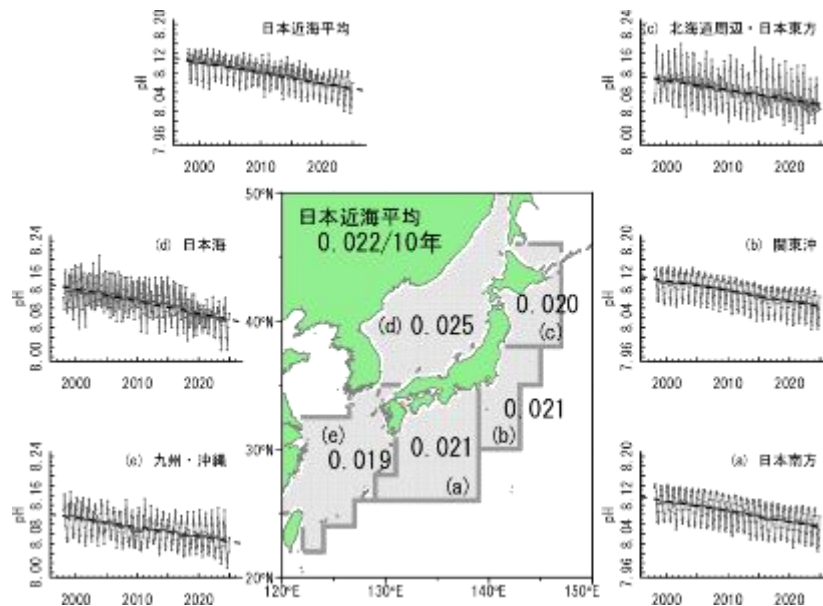 日本近海平均
pH
8.20
8.12
8.04
7.96
2000
2010
2020
(c) 北海道周辺・日本東方
pH
8.24
8.16
8.08
8.00
2000
2010
2020
(d) 日本海
pH
8.24
8.16
8.08
8.00
2000
2010
2020
50°N
40°N
30°N
20°N
120°E
130°E
140°E
150°E
日本近海平均
0.022/10年
(d) 0.025
0.020
(c)
0.021
(b)
(e)
0.019
0.021
(a)
(b) 関東沖
pH
8.20
8.12
8.04
7.96
2000
2010
2020
(e) 九州・沖縄
pH
8.24
8.16
8.08
8.00
2000
2010
2020
(a) 日本南方
pH
8.20
8.12
8.04
7.96
2000
2010
2020